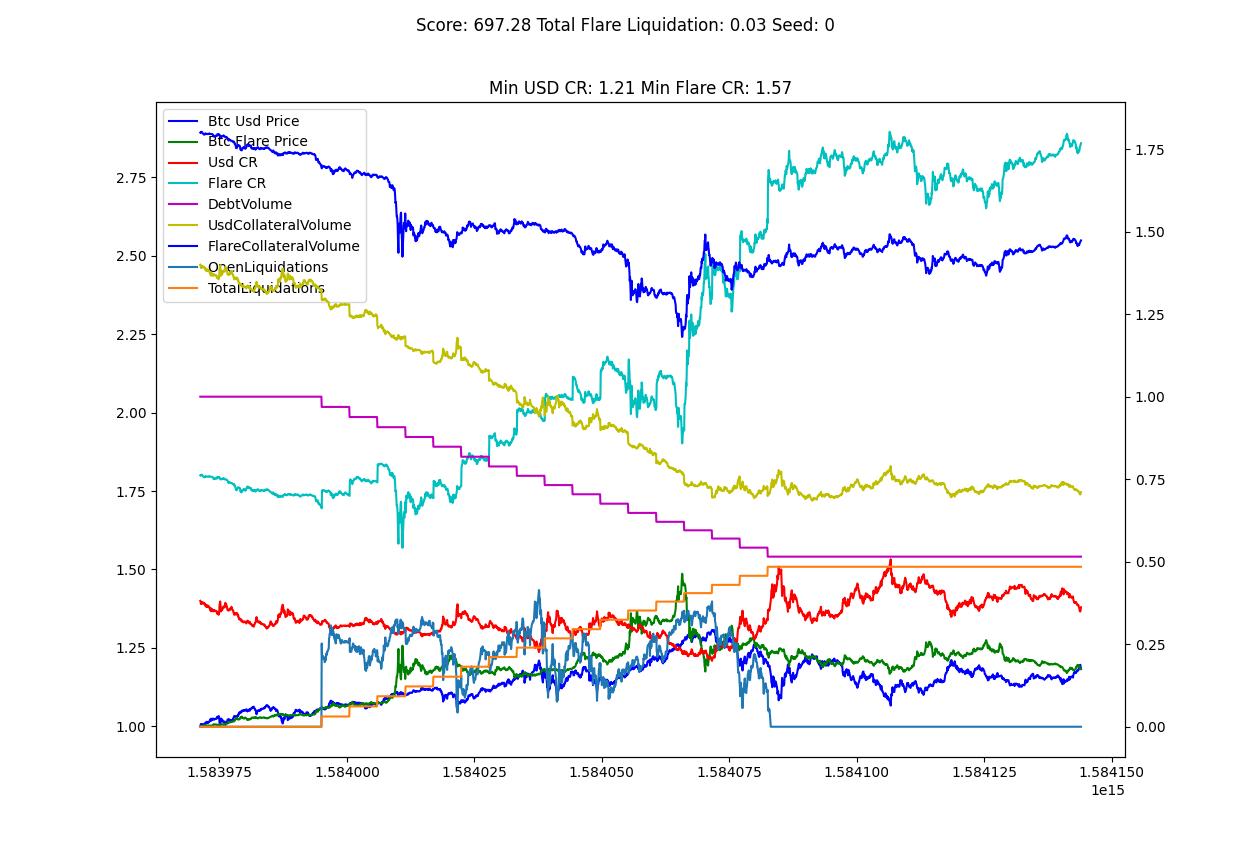 Score: 697.28 Total Flare Liquidation: 0.03 Seed: 0
Min USD CR: 1.21 Min Flare CR: 1.57
Btc Usd Price
Btc Flare Price
Usd CR
Flare CR
DebtVolume
UsdCollateralVolume
FlareCollateralVolume
OpenLiquidations
TotalLiquidations
2.75
2.50
2.25
2.00
1.75
1.50
1.25
1.00
1.75
1.50
1.25
1.00
0.75
0.50
0.25
0.00
1.583975 1.584000 1.584025 1.584050 1.584075 1.584100 1.584125 1.584150
1e15